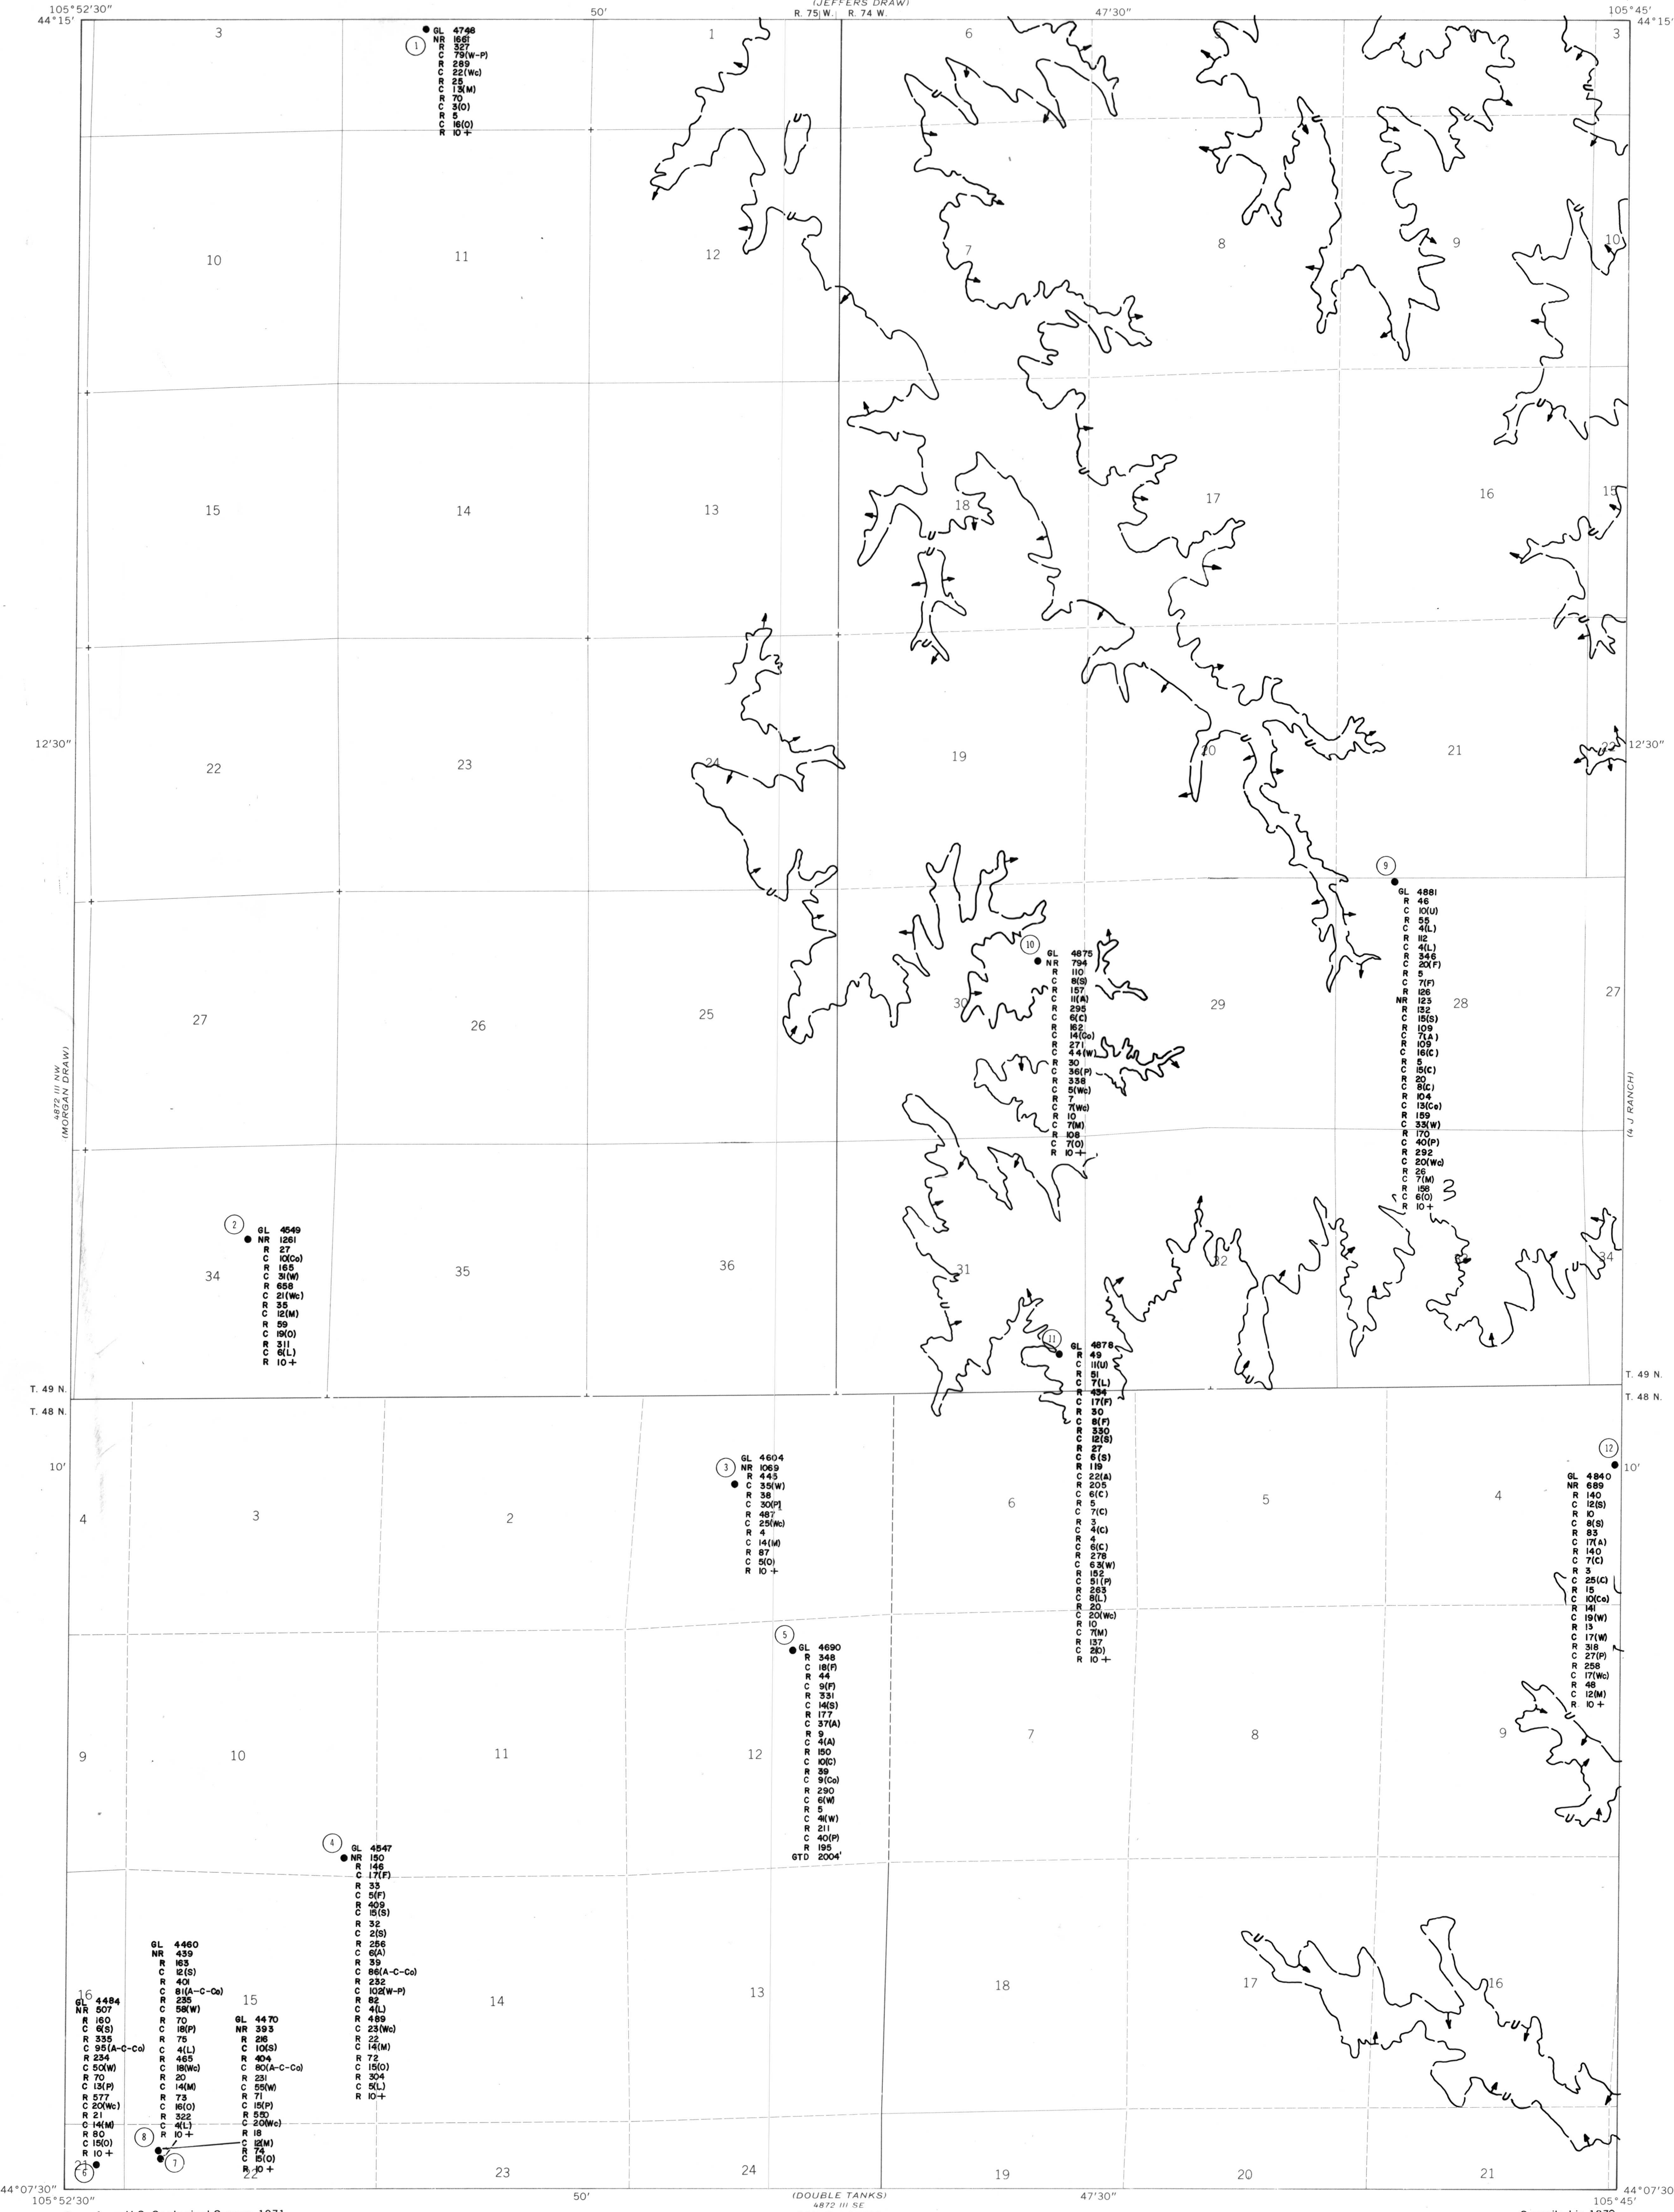 (JEFFERS DRAW)
R. 75 W. R. 74 W.
105°52'30" 50' 47'30" 105°45'
44°15' 44°15'
3 1 6 5 3
1
GL 4748
NR 1661
R 327
C 79(W-P)
R 289
C 22(Wc)
R 25
C 13(M)
R 70
C 3(O)
R 5
C 16(O)
R 10+
10 11 12 7 8 9 10
15 14 13 18 17 16 15
12'30" 12'30"
22 23 24 19 20 21 22
9
GL 4881
R 46
C 10(U)
R 55
C 4(L)
R 112
C 4(L)
R 346
C 20(F)
R 5
C 7(F)
R 126
NR 123
R 132
C 15(S)
R 109
C 7(A)
R 109
C 16(C)
R 5
C 15(C)
R 20
C 8(C)
R 104
C 13(Co)
R 159
C 33(W)
R 170
C 40(P)
R 292
C 20(Wc)
R 26
C 7(M)
R 158
C 6(O)
R 10+
10
GL 4875
NR 794
R 110
C 8(S)
R 157
C 11(A)
R 295
C 6(C)
R 162
C 14(Co)
R 271
C 44(W)
R 30
C 36(P)
R 338
C 5(Wc)
R 7
C 7(Wc)
R 10
C 7(M)
R 108
C 7(O)
R 10+
27 26 25 30 29 28 27
4872 III NW
(MORGAN DRAW)
(4 J RANCH)
2
GL 4549
NR 1261
R 27
C 10(Co)
R 165
C 31(W)
R 658
C 21(Wc)
R 35
C 12(M)
R 59
C 19(O)
R 311
C 6(L)
R 10+
34 35 36 31 32 34
T. 49 N. T. 49 N.
T. 48 N. T. 48 N.
11
GL 4878
R 49
C 11(U)
R 51
C 7(L)
R 434
C 17(F)
R 30
C 8(F)
R 330
C 12(S)
R 27
C 6(S)
R 119
C 22(A)
R 205
C 6(C)
R 5
C 7(C)
R 3
C 4(C)
R 4
C 6(C)
R 278
C 63(W)
R 152
C 51(P)
R 263
C 8(L)
R 20
C 20(Wc)
R 10
C 7(M)
R 137
C 2(O)
R 10+
10' 10'
3
GL 4604
NR 1069
R 445
C 35(W)
R 38
C 30(P)
R 487
C 25(Wc)
R 4
C 14(M)
R 87
C 5(O)
R 10+
12
GL 4840
NR 689
R 140
C 12(S)
R 10
C 8(S)
R 83
C 17(A)
R 140
C 7(C)
R 3
C 25(C)
R 15
C 10(Co)
R 141
C 19(W)
R 13
C 17(W)
R 318
C 27(P)
R 258
C 17(Wc)
R 48
C 12(M)
R 10+
4 3 2 6 5 4
5
GL 4690
R 348
C 18(F)
R 44
C 9(F)
R 331
C 14(S)
R 177
C 37(A)
R 9
C 4(A)
R 150
C 10(C)
R 39
C 9(Co)
R 290
C 6(W)
R 5
C 41(W)
R 211
C 40(P)
R 195
GTD 2004'
9 10 11 12 7 8 9
4
GL 4547
NR 150
R 146
C 17(F)
R 33
C 5(F)
R 409
C 15(S)
R 32
C 2(S)
R 256
C 6(A)
R 39
C 86(A-C-Co)
R 232
C 102(W-P)
R 82
C 4(L)
R 489
C 23(Wc)
R 22
C 14(M)
R 72
C 15(O)
R 304
C 5(L)
R 10+
16 15 14 13 18 17 16
GL 4460
NR 439
R 163
C 12(S)
R 401
C 81(A-C-Co)
R 235
C 58(W)
R 70
C 18(P)
R 75
C 4(L)
R 465
C 18(Wc)
R 20
C 14(M)
R 73
C 16(O)
R 322
C 4(L)
R 10+
GL 4484
NR 507
R 160
C 6(S)
R 335
C 95(A-C-Co)
R 234
C 50(W)
R 70
C 13(P)
R 577
C 20(Wc)
R 21
C 14(M)
R 80
C 15(O)
R 10+
GL 4470
NR 393
R 216
C 10(S)
R 404
C 80(A-C-Co)
R 231
C 55(W)
R 71
C 15(P)
R 550
C 20(Wc)
R 18
C 12(M)
R 74
C 15(O)
R 10+
8
7
6
21 22 23 24 19 20 21
44°07'30" 44°07'30"
105°52'30" 50' 47'30" 105°45'
(DOUBLE TANKS)
4872 III SE